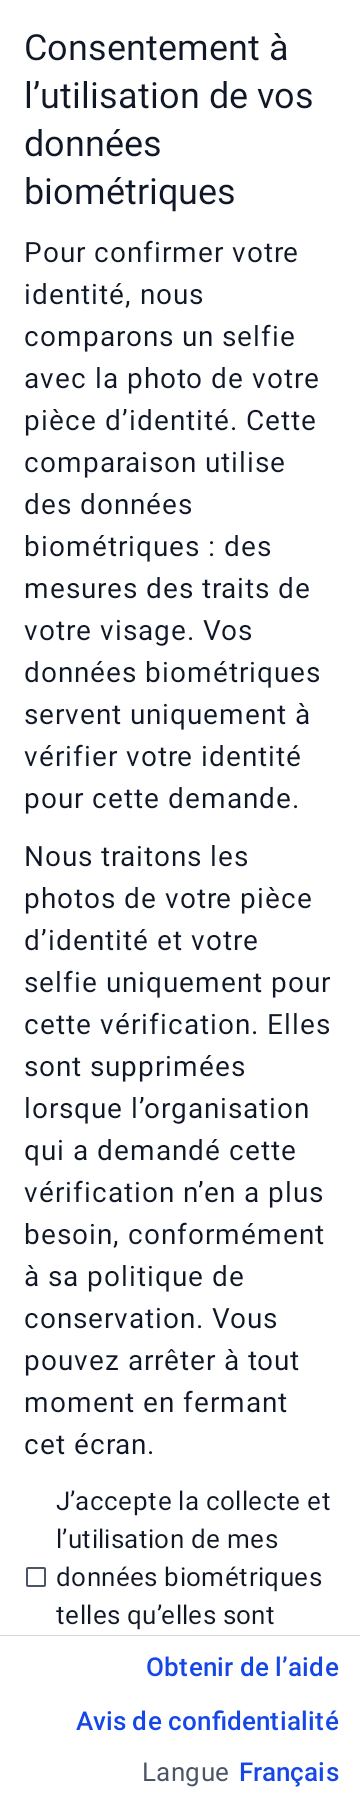 Consentement à
l’utilisation de vos
données
biométriques
Pour confirmer votre
identité, nous
comparons un selfie
avec la photo de votre
pièce d’identité. Cette
comparaison utilise
des données
biométriques : des
mesures des traits de
votre visage. Vos
données biométriques
servent uniquement à
vérifier votre identité
pour cette demande.
Nous traitons les
photos de votre pièce
d’identité et votre
selfie uniquement pour
cette vérification. Elles
sont supprimées
lorsque l’organisation
qui a demandé cette
vérification n’en a plus
besoin, conformément
à sa politique de
conservation. Vous
pouvez arrêter à tout
moment en fermant
cet écran.
J’accepte la collecte et
l’utilisation de mes
données biométriques
telles qu’elles sont
Obtenir de l’aide
Avis de confidentialité
Langue Français